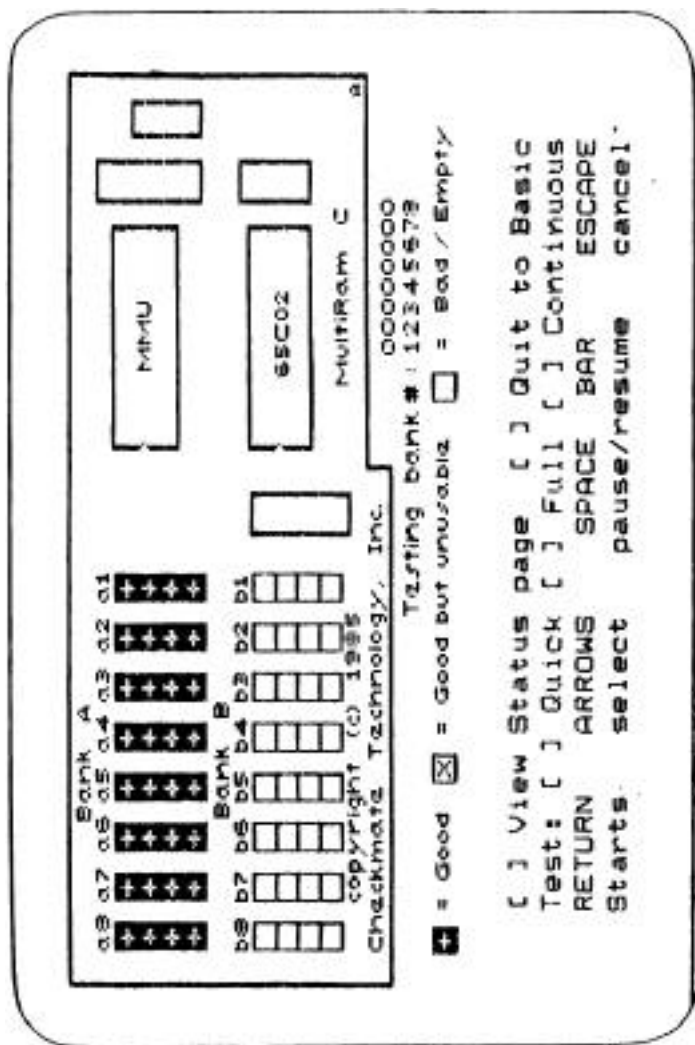 Bank A
a8 a7 a6 a5 a4 a3 a2 a1
MMU
Bank B
b8 b7 b6 b5 b4 b3 b2 b1
65C02
copyright (c) 1985
MultiRam C
Checkmate Technology, Inc.
a
00000000
Testing bank #: 12345678
+ = Good X = Good but unusable = Bad / Empty
[ ] View Status page [ ] Quit to Basic
Test: [ ] Quick [ ] Full [ ] Continuous
RETURN ARROWS SPACE BAR ESCAPE
Starts select pause/resume cancel